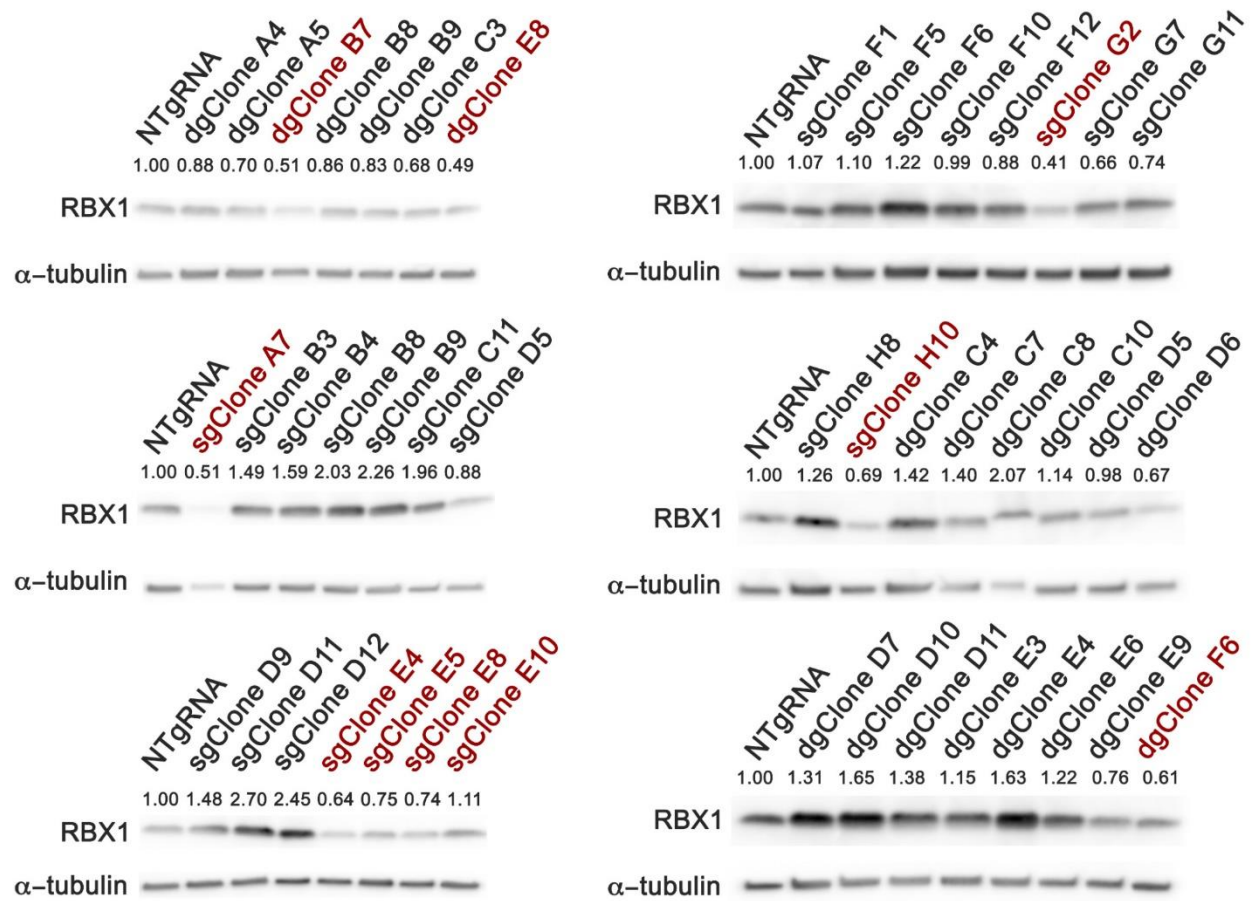 NTgRNA dgClone A4 dgClone A5 dgClone B7 dgClone B8 dgClone B9 dgClone C3 dgClone E8
1.00 0.88 0.70 0.51 0.86 0.83 0.68 0.49
RBX1
α–tubulin
NTgRNA sgClone F1 sgClone F5 sgClone F6 sgClone F10 sgClone F12 sgClone G2 sgClone G7 sgClone G11
1.00 1.07 1.10 1.22 0.99 0.88 0.41 0.66 0.74
RBX1
α–tubulin
NTgRNA sgClone A7 sgClone B3 sgClone B4 sgClone B8 sgClone B9 sgClone C11 sgClone D5
1.00 0.51 1.49 1.59 2.03 2.26 1.96 0.88
RBX1
α–tubulin
NTgRNA sgClone H8 sgClone H10 dgClone C4 dgClone C7 dgClone C8 dgClone C10 dgClone D5 dgClone D6
1.00 1.26 0.69 1.42 1.40 2.07 1.14 0.98 0.67
RBX1
α–tubulin
NTgRNA sgClone D9 sgClone D11 sgClone D12 sgClone E4 sgClone E5 sgClone E8 sgClone E10
1.00 1.48 2.70 2.45 0.64 0.75 0.74 1.11
RBX1
α–tubulin
NTgRNA dgClone D7 dgClone D10 dgClone D11 dgClone E3 dgClone E4 dgClone E6 dgClone E9 dgClone F6
1.00 1.31 1.65 1.38 1.15 1.63 1.22 0.76 0.61
RBX1
α–tubulin